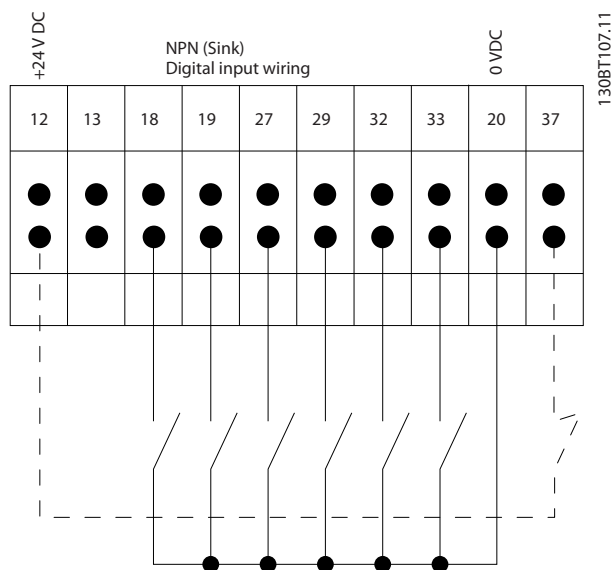 +24 V DC
NPN (Sink)
Digital input wiring
0 VDC
130BT107.11
12 13 18 19 27 29 32 33 20 37